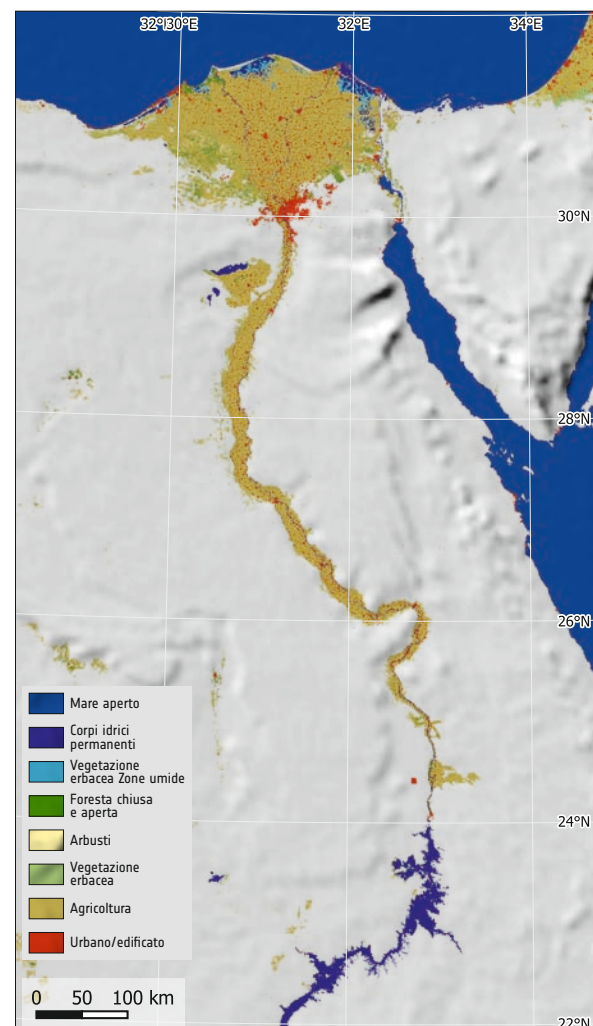 32°I30°E
32°E
34°E
30°N
28°N
26°N
24°N
22°N
Mare aperto
Corpi idrici
permanenti
Vegetazione
erbacea Zone umide
Foresta chiusa
e aperta
Arbusti
Vegetazione
erbacea
Agricoltura
Urbano/edificato
0 50 100 km